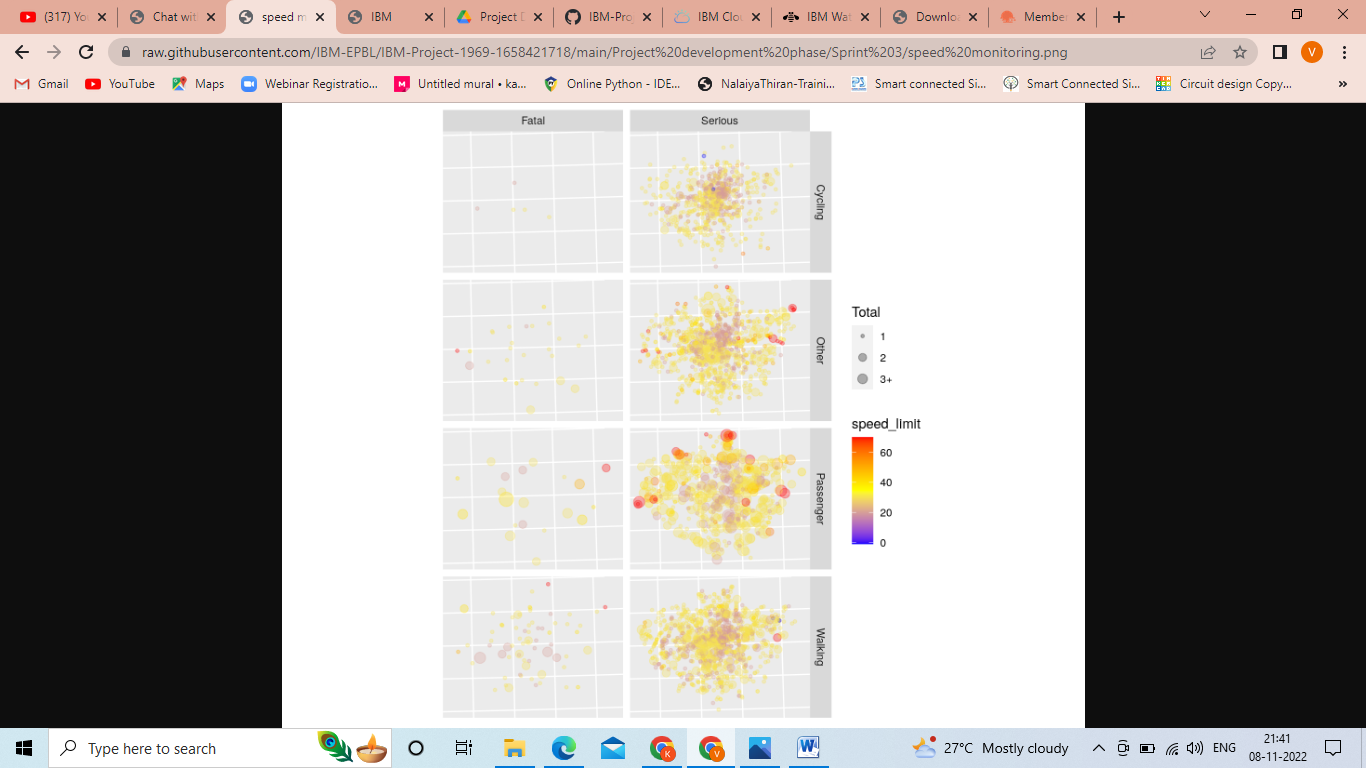 (317) Yo
Chat wit
speed m
IBM
Project D
IBM-Proj
IBM Clou
IBM Wat
Downloa
Member
raw.githubusercontent.com/IBM-EPBL/IBM-Project-1969-1658421718/main/Project%20development%20phase/Sprint%203/speed%20monitoring.png
V
Gmail
YouTube
Maps
Webinar Registratio...
M
Untitled mural • ka...
Online Python - IDE...
NalaiyaThiran-Traini...
Smart connected Si...
Smart Connected Si...
Circuit design Copy...
»
Fatal
Serious
Cycling
Other
Passenger
Walking
Total
1
2
3+
speed_limit
60
40
20
0
Type here to search
K
V
W
27°C Mostly cloudy
ENG
21:41
08-11-2022